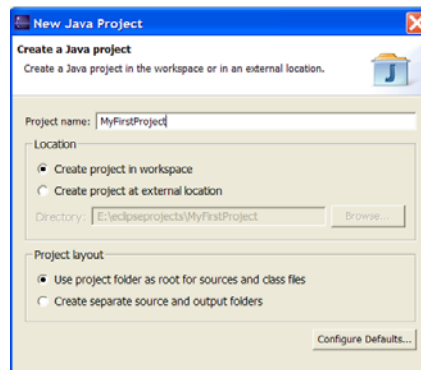 New Java Project
Create a Java project
Create a Java project in the workspace or in an external location.
J
Project name: MyFirstProject
Location
Create project in workspace
Create project at external location
Directory: E:\eclipseprojects\MyFirstProject Browse...
Project layout
Use project folder as root for sources and class files
Create separate source and output folders
Configure Defaults...